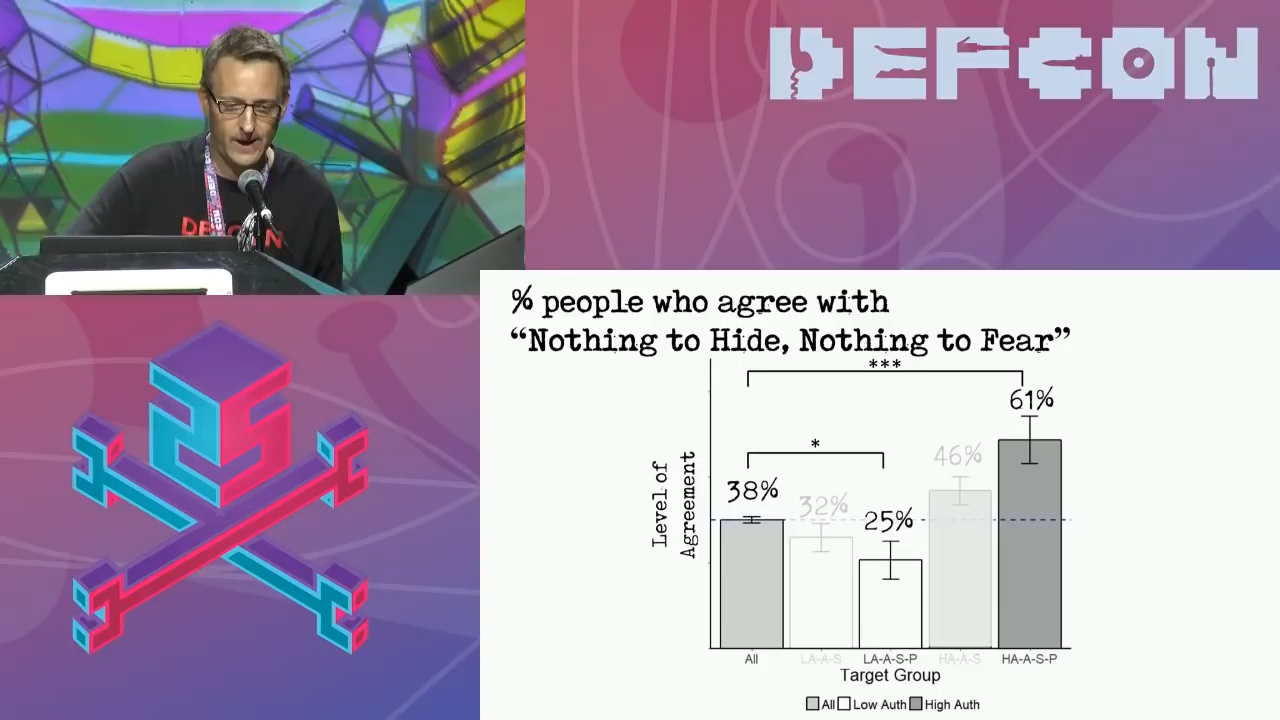 DEFCON
DEFCON
% people who agree with
“Nothing to Hide, Nothing to Fear”
***
61%
*
46%
38%
32%
25%
Level of
Agreement
All
LA-A-S
LA-A-S-P
HA-A-S
HA-A-S-P
Target Group
All
Low Auth
High Auth